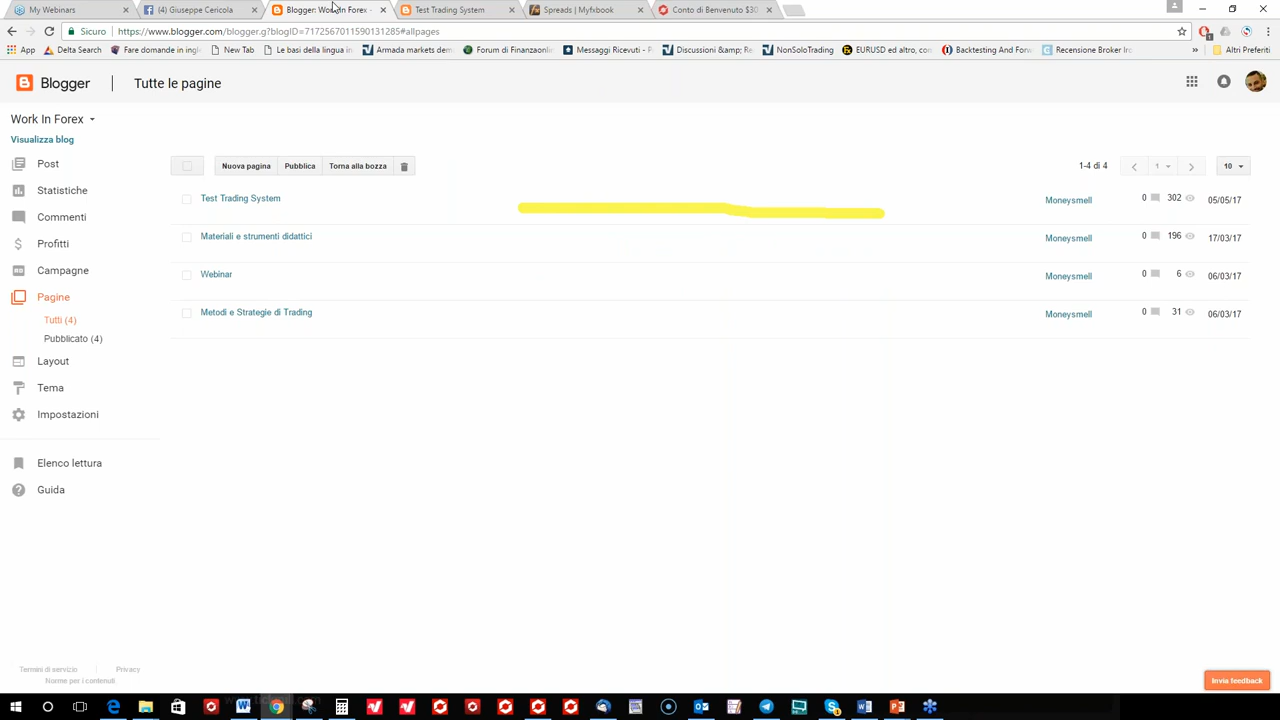 My Webinars
(4) Giuseppe Cericola
Blogger: Work In Forex -
Test Trading System
Spreads | Myfxbook
Conto di Benvenuto $30
Sicuro
https://www.blogger.com/blogger.g?blogID=7172567011590131285#allpages
App
Delta Search
Fare domande in ingl
New Tab
Le basi della lingua in
Armada markets dem
Forum di Finanzaonlin
Messaggi Ricevuti - P
Discussioni &amp; Re
NonSoloTrading
EURUSD ed altro, con
Backtesting And Forw
Recensione Broker Ir
»
Altri Preferiti
Blogger
Tutte le pagine
Work In Forex
Visualizza blog
Post
Statistiche
Commenti
Profitti
Campagne
Pagine
Tutti (4)
Pubblicato (4)
Layout
Tema
Impostazioni
Elenco lettura
Guida
Nuova pagina
Pubblica
Torna alla bozza
1-4 di 4
1
10
Test Trading System
Moneysmell
0
302
05/05/17
Materiali e strumenti didattici
Moneysmell
0
196
17/03/17
Webinar
Moneysmell
0
6
06/03/17
Metodi e Strategie di Trading
Moneysmell
0
31
06/03/17
Termini di servizio
Privacy
Norme per i contenuti
Invia feedback